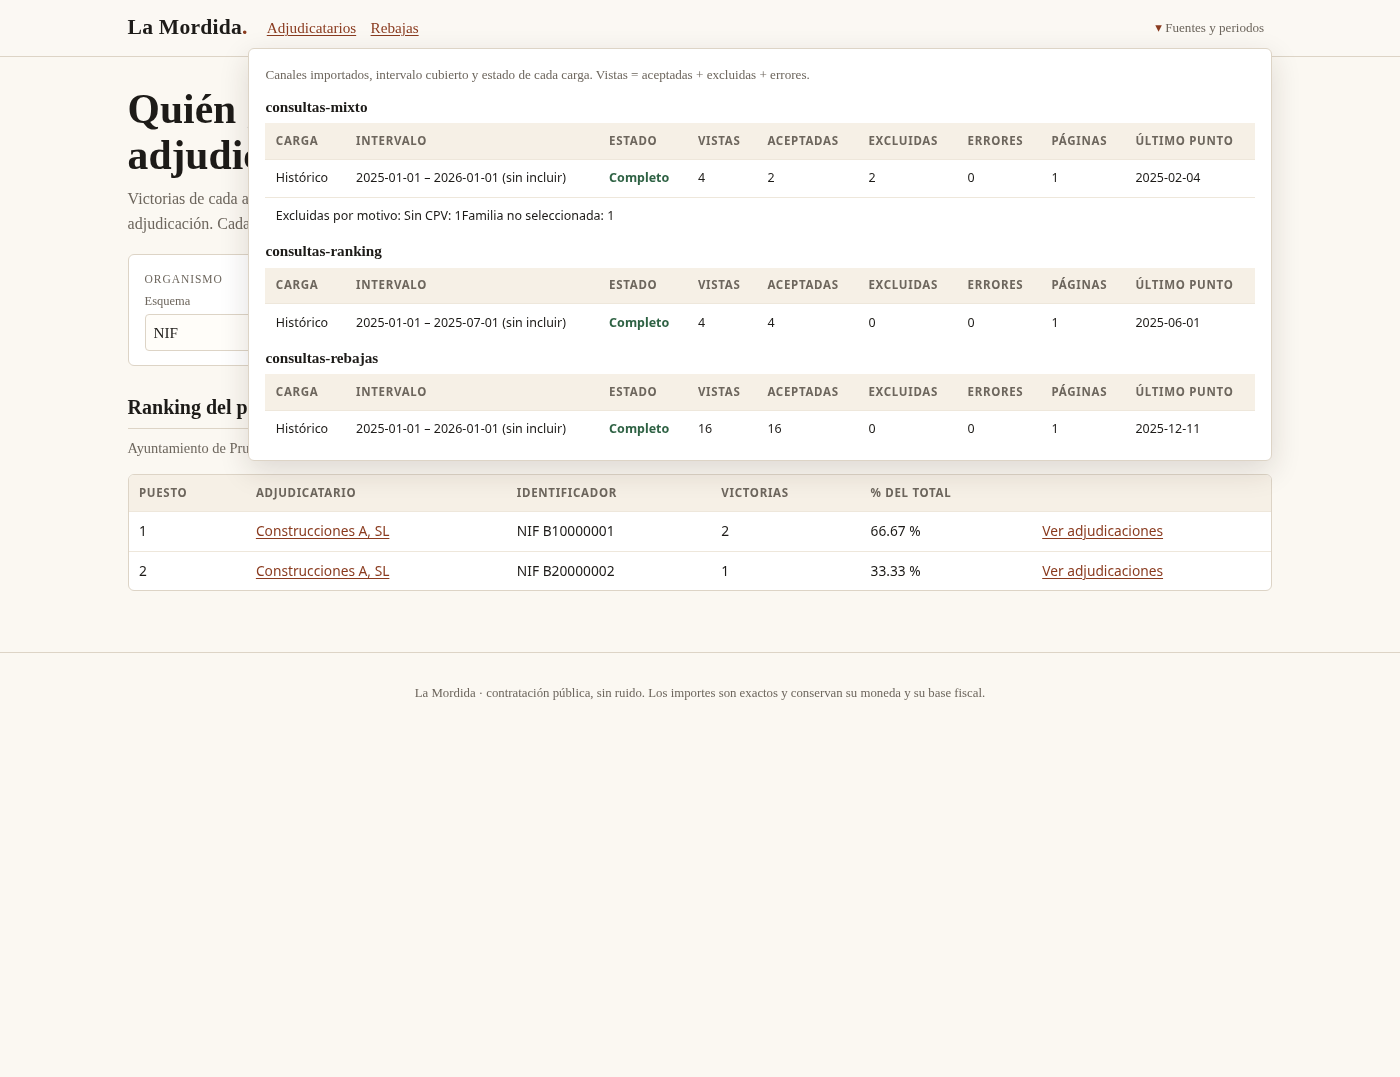 La Mordida. Adjudicatarios Rebajas ▾ Fuentes y periodos
Canales importados, intervalo cubierto y estado de cada carga. Vistas = aceptadas + excluidas + errores.
consultas-mixto
CARGA INTERVALO ESTADO VISTAS ACEPTADAS EXCLUIDAS ERRORES PÁGINAS ÚLTIMO PUNTO
Histórico 2025-01-01 – 2026-01-01 (sin incluir) Completo 4 2 2 0 1 2025-02-04
Excluidas por motivo: Sin CPV: 1Familia no seleccionada: 1
consultas-ranking
CARGA INTERVALO ESTADO VISTAS ACEPTADAS EXCLUIDAS ERRORES PÁGINAS ÚLTIMO PUNTO
Histórico 2025-01-01 – 2025-07-01 (sin incluir) Completo 4 4 0 0 1 2025-06-01
consultas-rebajas
CARGA INTERVALO ESTADO VISTAS ACEPTADAS EXCLUIDAS ERRORES PÁGINAS ÚLTIMO PUNTO
Histórico 2025-01-01 – 2026-01-01 (sin incluir) Completo 16 16 0 0 1 2025-12-11
Quién
Victorias de cada
adjudicación. Cada
ORGANISMO
Esquema
NIF
Ranking del
Ayuntamiento de
PUESTO ADJUDICATARIO IDENTIFICADOR VICTORIAS % DEL TOTAL
1 Construcciones A, SL NIF B10000001 2 66.67 % Ver adjudicaciones
2 Construcciones A, SL NIF B20000002 1 33.33 % Ver adjudicaciones
La Mordida · contratación pública, sin ruido. Los importes son exactos y conservan su moneda y su base fiscal.